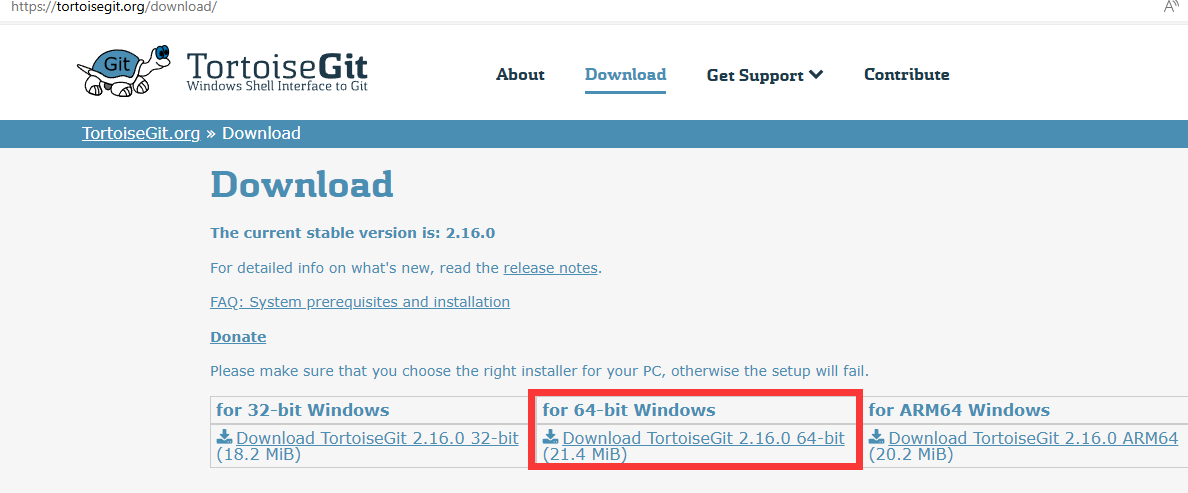 https://tortoisegit.org/download/
A
Git
TortoiseGit
Windows Shell Interface to Git
About Download Get Support Contribute
TortoiseGit.org » Download
Download
The current stable version is: 2.16.0
For detailed info on what's new, read the release notes.
FAQ: System prerequisites and installation
Donate
Please make sure that you choose the right installer for your PC, otherwise the setup will fail.
for 32-bit Windows for 64-bit Windows for ARM64 Windows
Download TortoiseGit 2.16.0 32-bit Download TortoiseGit 2.16.0 64-bit Download TortoiseGit 2.16.0 ARM64
(18.2 MiB) (21.4 MiB) (20.2 MiB)